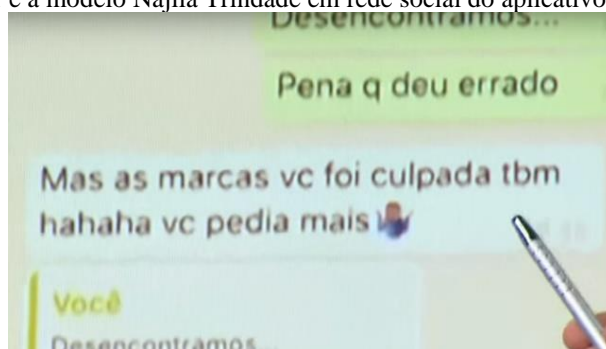 e a modelo Najila Trindade em rede social do aplicativo
Desencontramos...
Pena q deu errado
Mas as marcas vc foi culpada tbm
hahaha vc pedia mais
Você
Desencontramos...